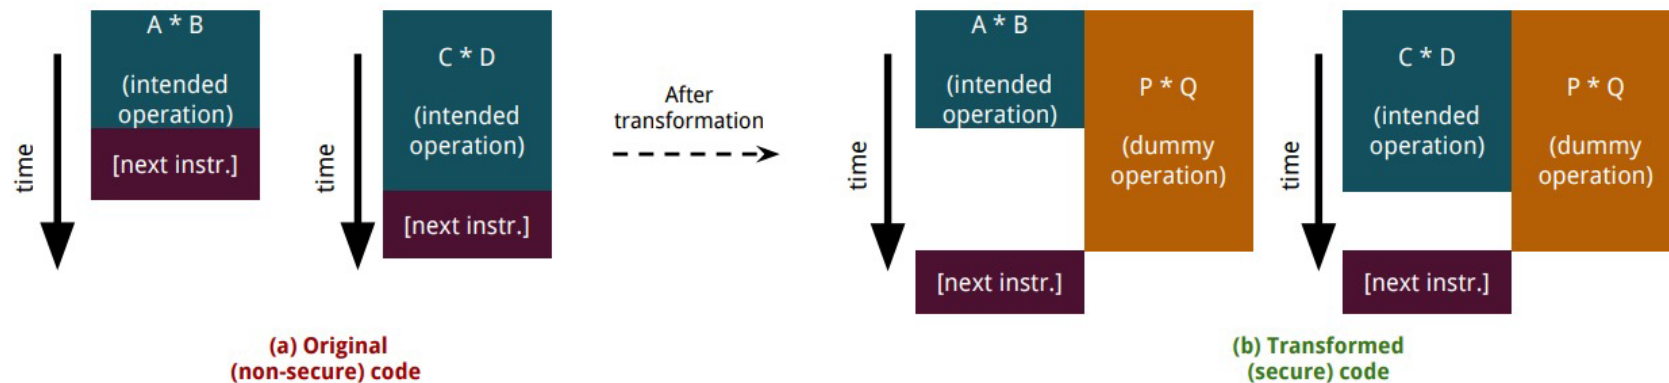 time
A * B
(intended
operation)
[next instr.]
time
C * D
(intended
operation)
[next instr.]
(a) Original
(non-secure) code
After
transformation
time
A * B
(intended
operation)
[next instr.]
P * Q
(dummy
operation)
time
C * D
(intended
operation)
[next instr.]
P * Q
(dummy
operation)
(b) Transformed
(secure) code